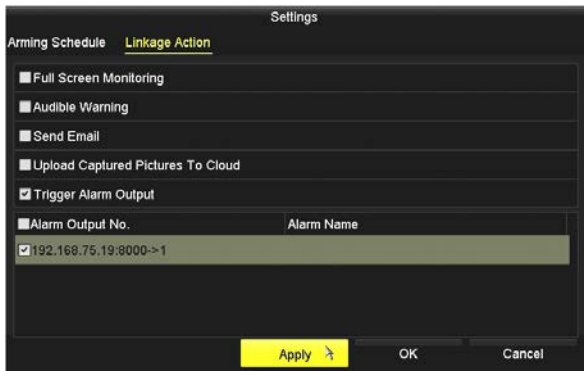 Settings
Arming Schedule Linkage Action
Full Screen Monitoring
Audible Warning
Send Email
Upload Captured Pictures To Cloud
Trigger Alarm Output
Alarm Output No. Alarm Name
192.168.75.19:8000->1
Apply OK Cancel